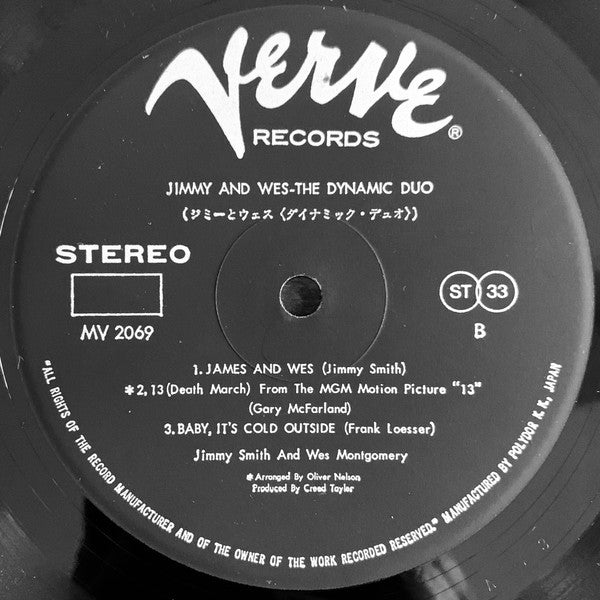 Verve
RECORDS ®
JIMMY AND WES-THE DYNAMIC DUO
(ジミーとウェス〈ダイナミック・デュオ〉)
STEREO
MV 2069
ST 33
B
1. JAMES AND WES (Jimmy Smith)
*2, 13 (Death March) From The MGM Motion Picture "13"
(Gary McFarland)
3. BABY, IT'S COLD OUTSIDE (Frank Loesser)
Jimmy Smith And Wes Montgomery
*Arranged By Oliver Nelson
Produced By Creed Taylor
"ALL RIGHTS OF THE RECORD MANUFACTURER AND OF THE OWNER OF THE WORK RECORDED RESERVED." MANUFACTURED BY POLYDOR K. K., JAPAN